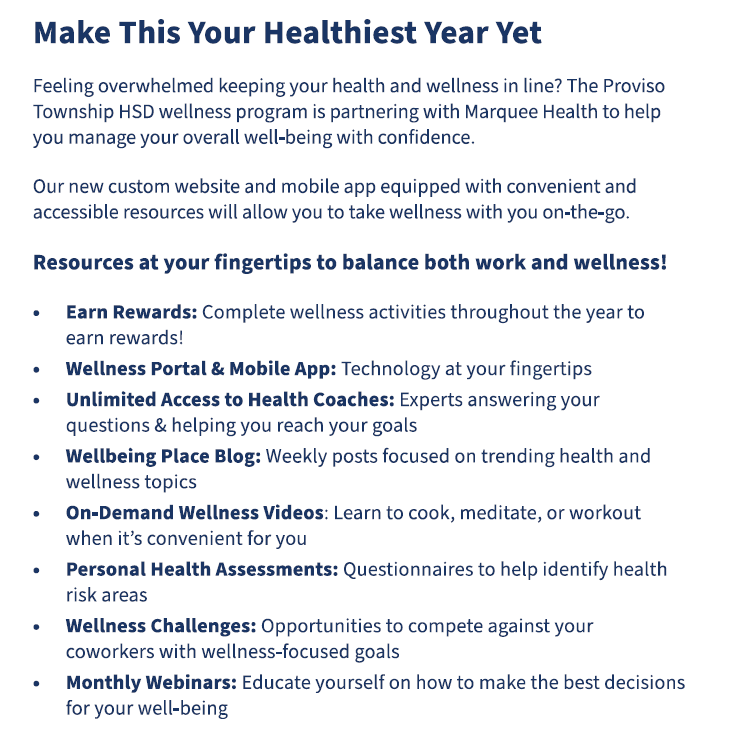 Make This Your Healthiest Year Yet
Feeling overwhelmed keeping your health and wellness in line? The Proviso
Township HSD wellness program is partnering with Marquee Health to help
you manage your overall well-being with confidence.
Our new custom website and mobile app equipped with convenient and
accessible resources will allow you to take wellness with you on-the-go.
Resources at your fingertips to balance both work and wellness!
• Earn Rewards: Complete wellness activities throughout the year to
earn rewards!
• Wellness Portal & Mobile App: Technology at your fingertips
• Unlimited Access to Health Coaches: Experts answering your
questions & helping you reach your goals
• Wellbeing Place Blog: Weekly posts focused on trending health and
wellness topics
• On-Demand Wellness Videos: Learn to cook, meditate, or workout
when it’s convenient for you
• Personal Health Assessments: Questionnaires to help identify health
risk areas
• Wellness Challenges: Opportunities to compete against your
coworkers with wellness-focused goals
• Monthly Webinars: Educate yourself on how to make the best decisions
for your well-being